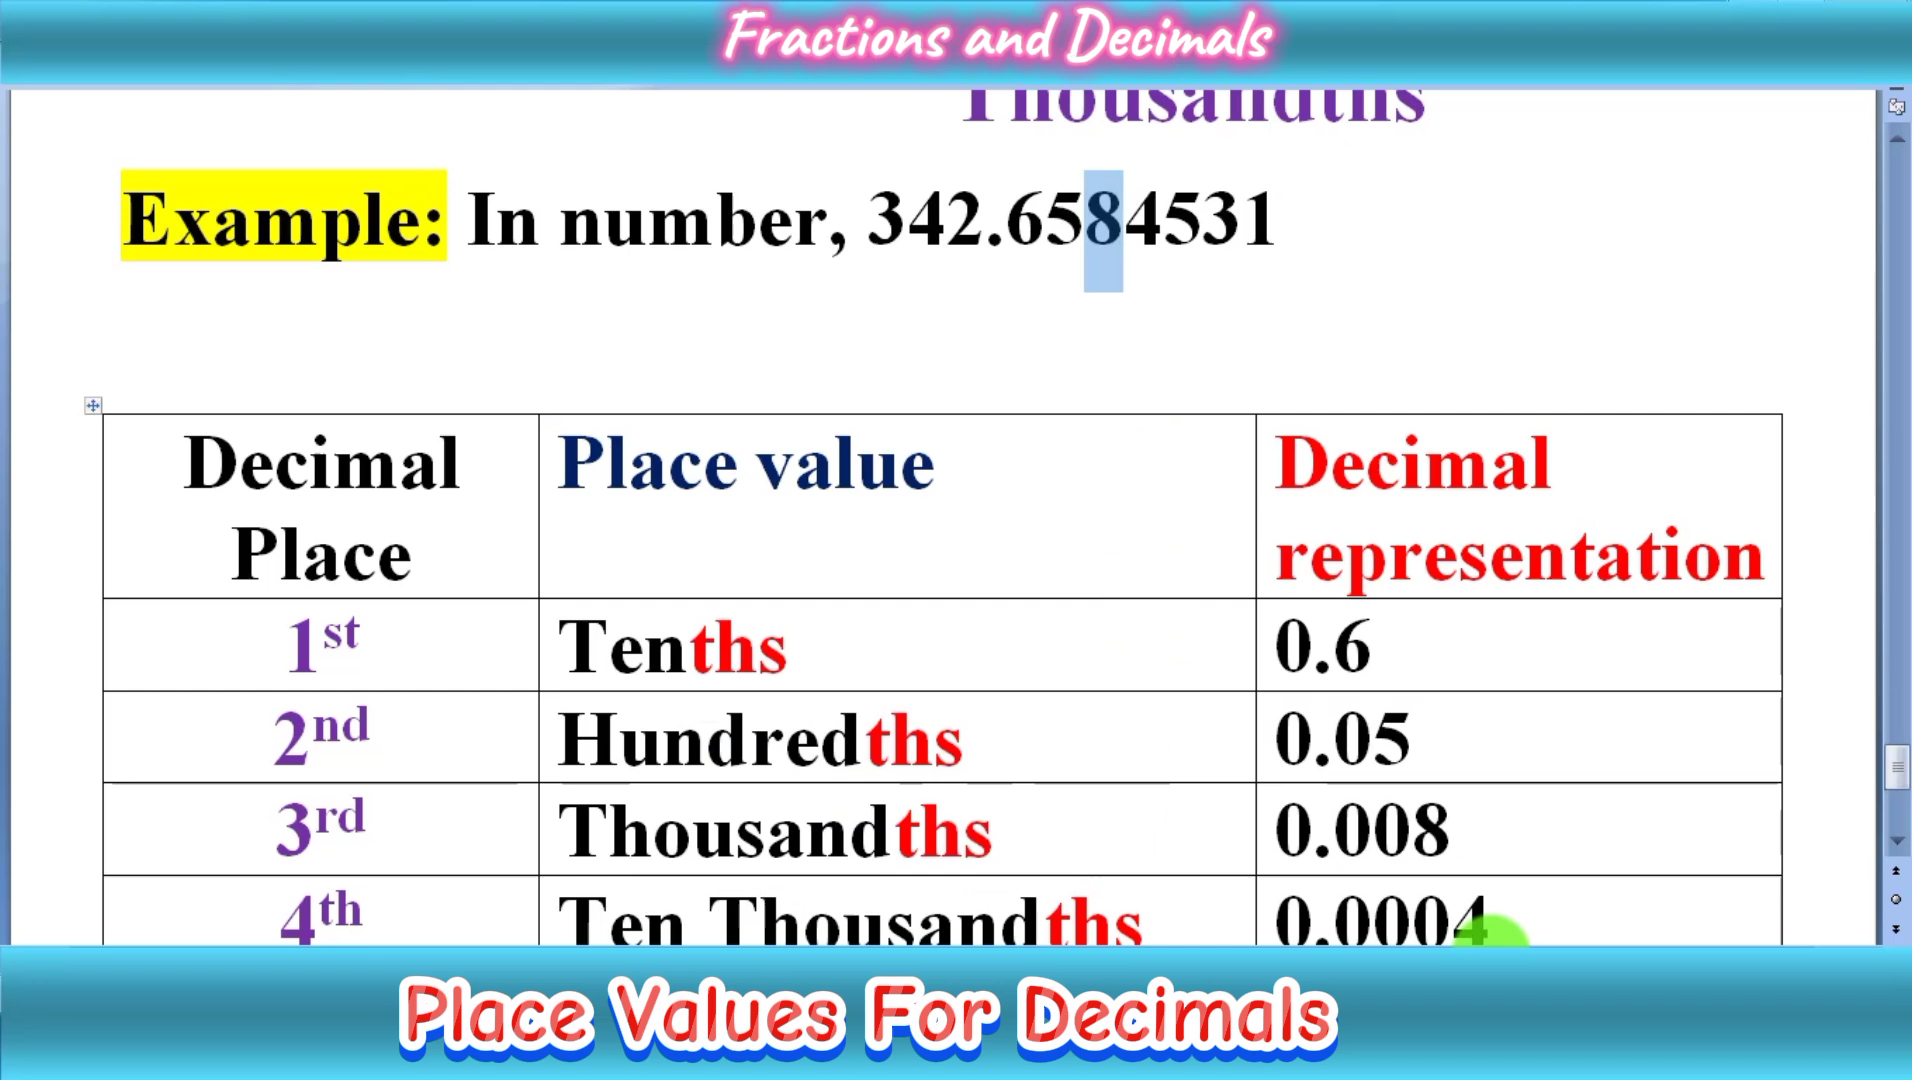 Fractions and Decimals
Thousandths
Example: In number, 342.6584531
Decimal Place
Place value
Decimal representation
1st
Tenths
0.6
2nd
Hundredths
0.05
3rd
Thousandths
0.008
4th
Ten Thousandths
0.0004
Place Values For Decimals